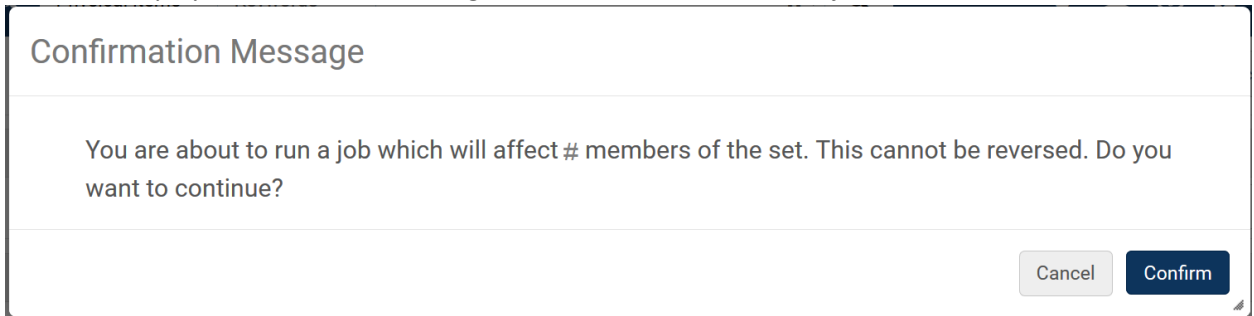 Confirmation Message
You are about to run a job which will affect # members of the set. This cannot be reversed. Do you
want to continue?
Cancel
Confirm